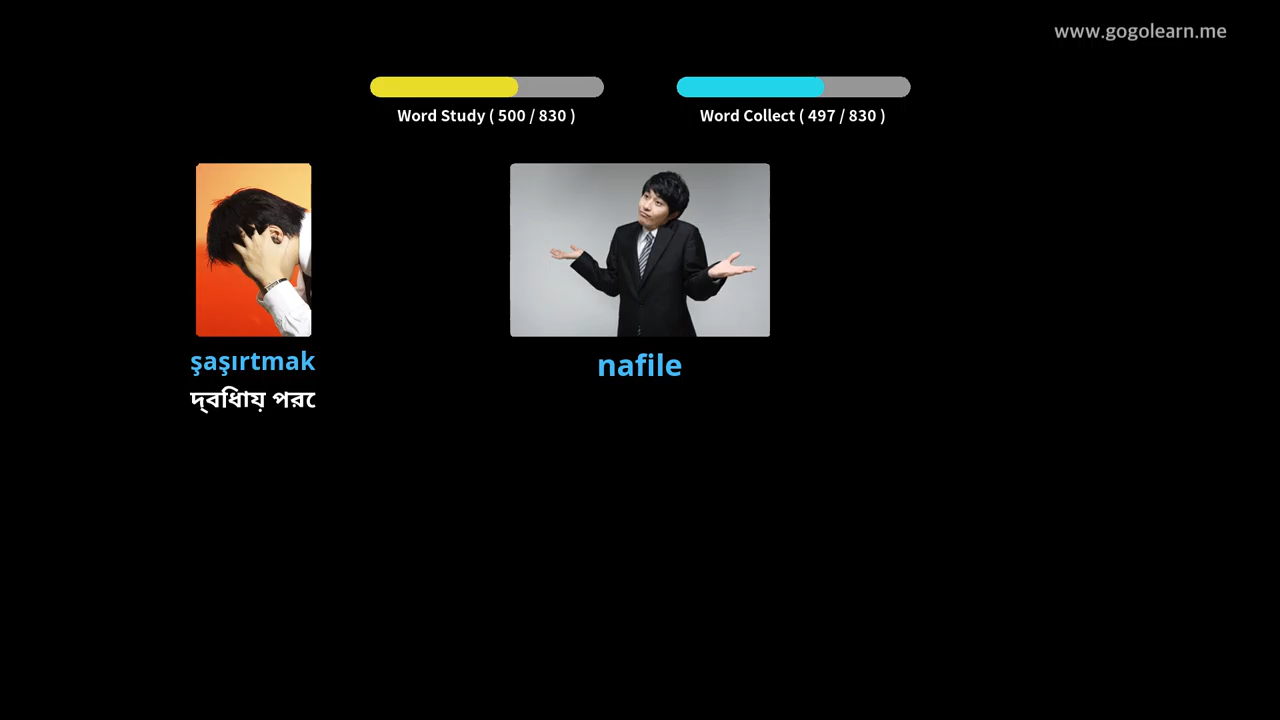 www.gogolearn.me
Word Study ( 500 / 830 )
Word Collect ( 497 / 830 )
şaşırtmak
nafile
দ্বিধায় পরে